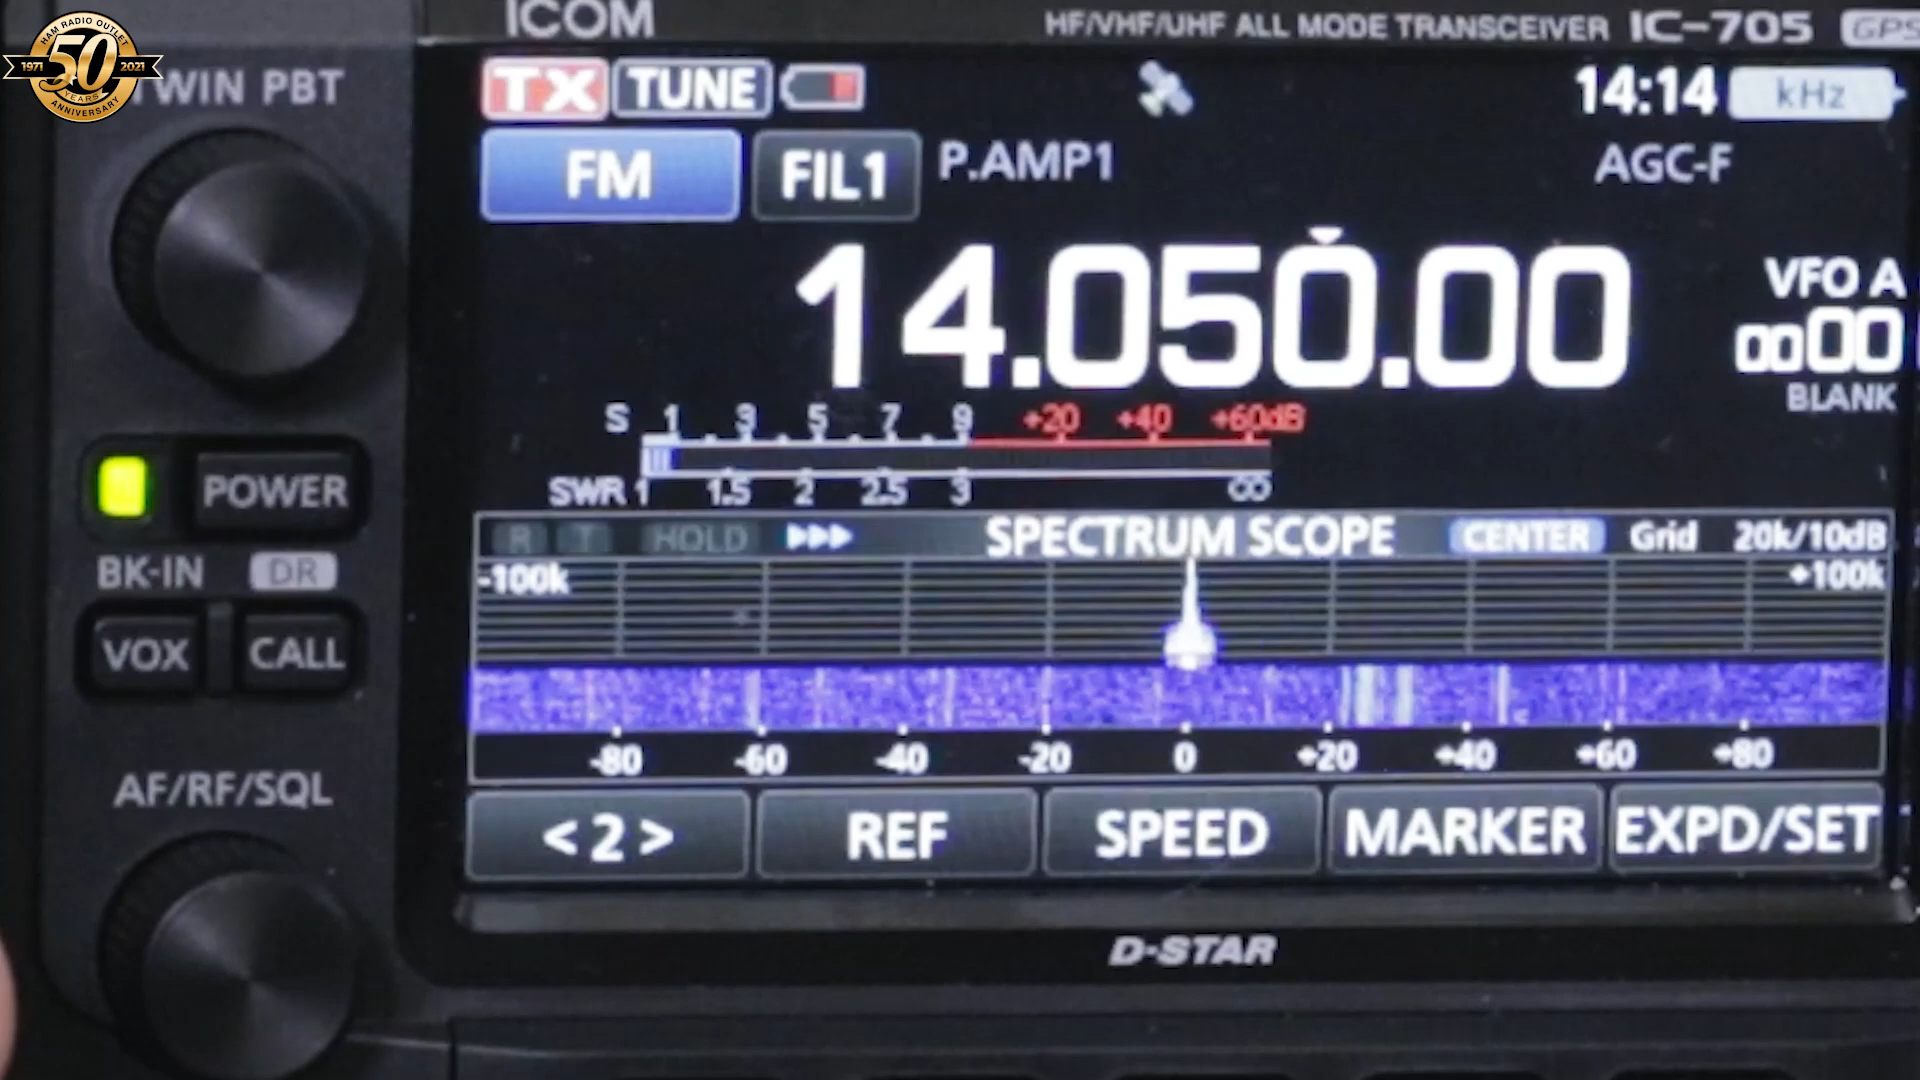 HAM RADIO OUTLET
1971 50 2021
YEARS
ANNIVERSARY
ICOM
HF/VHF/UHF ALL MODE TRANSCEIVER IC-705 GPS
TWIN PBT
TX TUNE 14:14 kHz
FM FIL1 P.AMP1 AGC-F
14.050.00
VFO A
0000
BLANK
S 1 3 5 7 9 +20 +40 +60dB
SWR 1 1.5 2 2.5 3 ∞
POWER
R T HOLD SPECTRUM SCOPE CENTER Grid 20k/10dB
-100k +100k
BK-IN DR
VOX CALL
-80 -60 -40 -20 0 +20 +40 +60 +80
AF/RF/SQL
<2> REF SPEED MARKER EXPD/SET
D-STAR